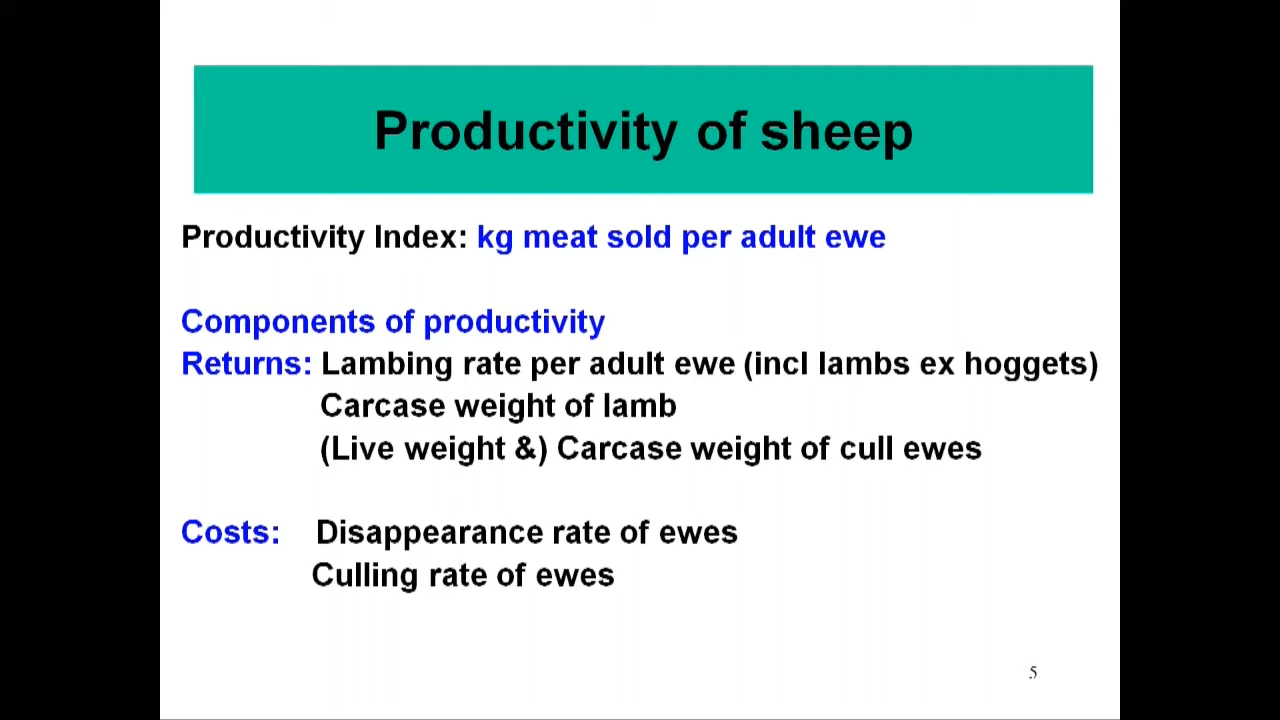 Productivity of sheep
Productivity Index: kg meat sold per adult ewe
Components of productivity
Returns: Lambing rate per adult ewe (incl lambs ex hoggets)
Carcase weight of lamb
(Live weight &) Carcase weight of cull ewes
Costs: Disappearance rate of ewes
Culling rate of ewes
5